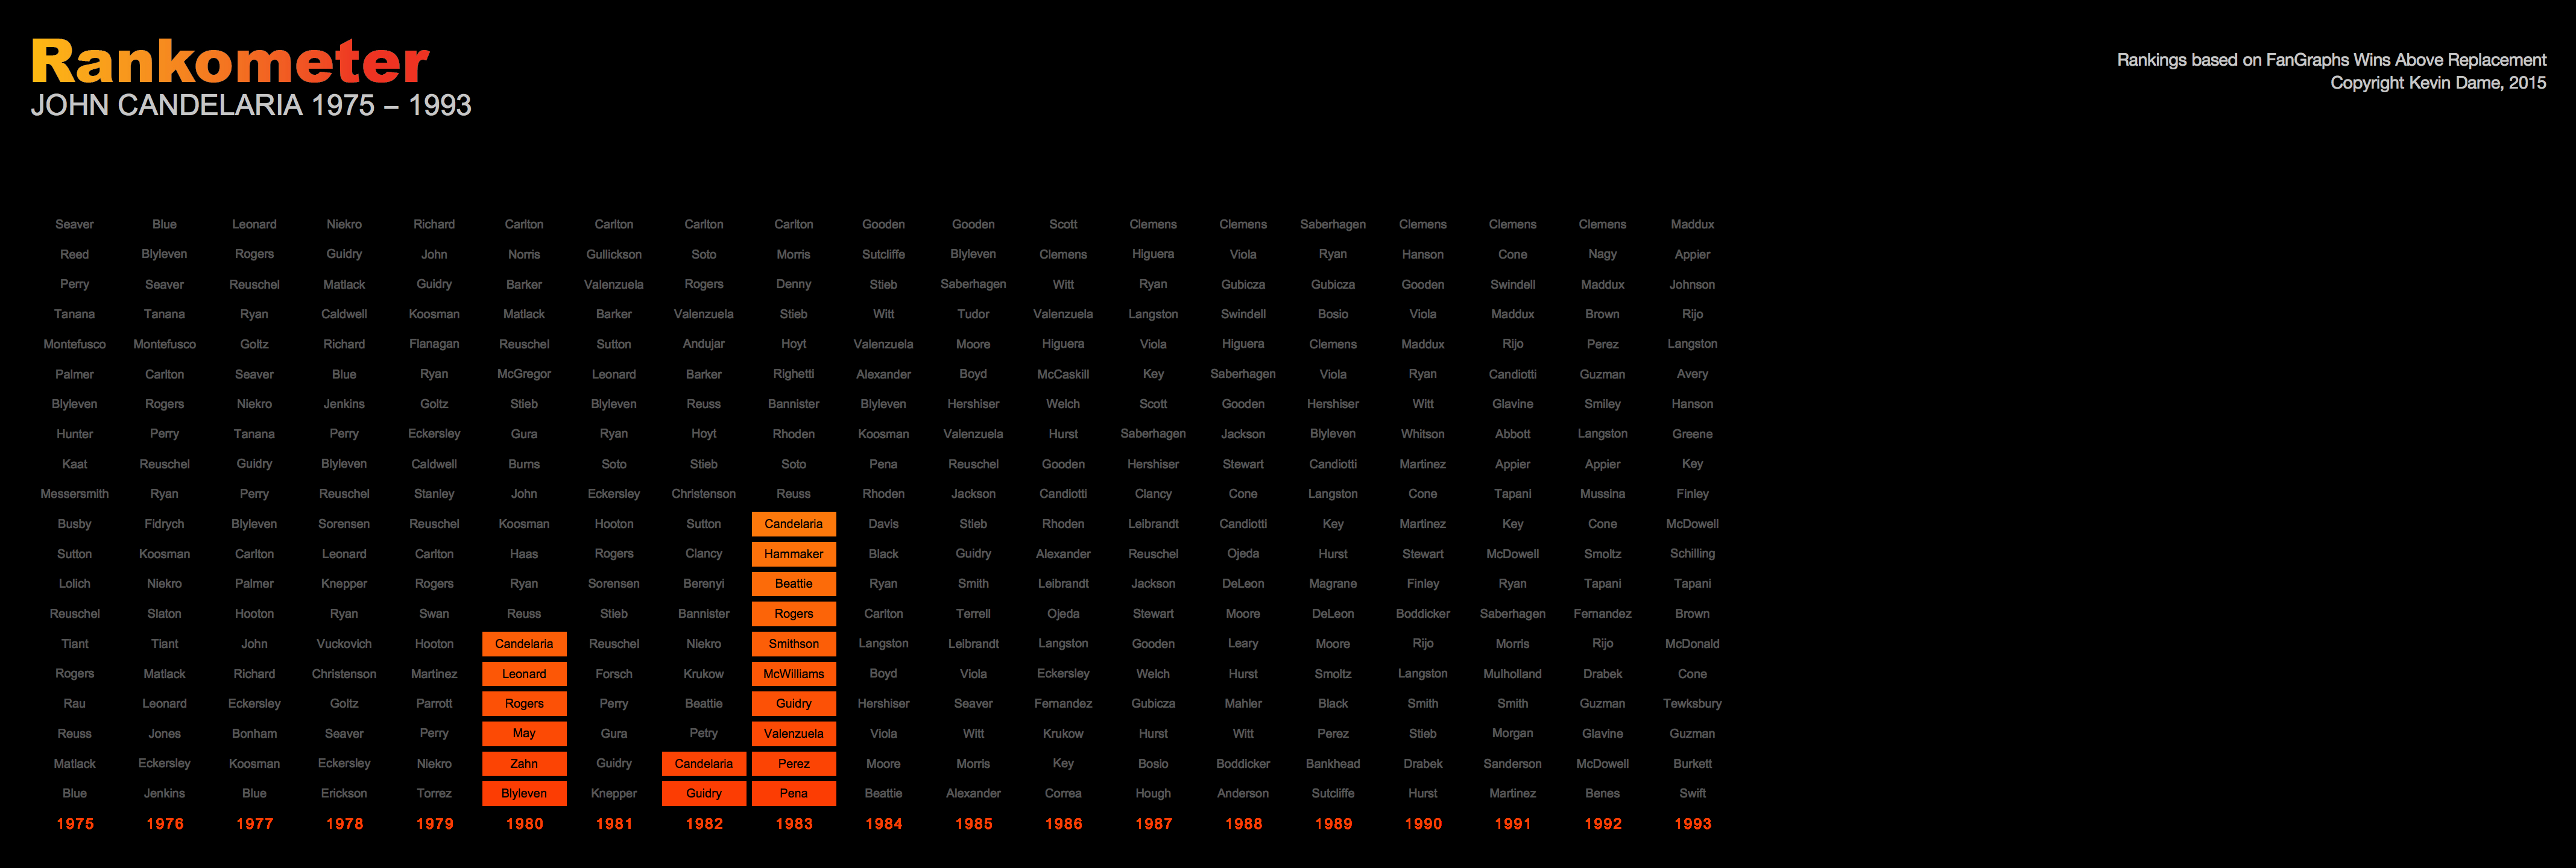 Rankometer
JOHN CANDELARIA 1975 – 1993
Rankings based on FanGraphs Wins Above Replacement
Copyright Kevin Dame, 2015
Seaver Blue Leonard Niekro Richard Carlton Carlton Carlton Carlton Gooden Gooden Scott Clemens Clemens Saberhagen Clemens Clemens Clemens Maddux
Reed Blyleven Rogers Guidry John Norris Gullickson Soto Morris Sutcliffe Blyleven Clemens Higuera Viola Ryan Hanson Cone Nagy Appier
Perry Seaver Reuschel Matlack Guidry Barker Valenzuela Rogers Denny Stieb Saberhagen Witt Ryan Gubicza Gubicza Gooden Swindell Maddux Johnson
Tanana Tanana Ryan Caldwell Koosman Matlack Barker Valenzuela Stieb Witt Tudor Valenzuela Langston Swindell Bosio Viola Maddux Brown Rijo
Montefusco Montefusco Goltz Richard Flanagan Reuschel Sutton Andujar Hoyt Valenzuela Moore Higuera Viola Higuera Clemens Maddux Rijo Perez Langston
Palmer Carlton Seaver Blue Ryan McGregor Leonard Barker Righetti Alexander Boyd McCaskill Key Saberhagen Viola Ryan Candiotti Guzman Avery
Blyleven Rogers Niekro Jenkins Goltz Stieb Blyleven Reuss Bannister Blyleven Hershiser Welch Scott Gooden Hershiser Witt Glavine Smiley Hanson
Hunter Perry Tanana Perry Eckersley Gura Ryan Hoyt Rhoden Koosman Valenzuela Hurst Saberhagen Jackson Blyleven Whitson Abbott Langston Greene
Kaat Reuschel Guidry Blyleven Caldwell Burns Soto Stieb Soto Pena Reuschel Gooden Hershiser Stewart Candiotti Martinez Appier Appier Key
Messersmith Ryan Perry Reuschel Stanley John Eckersley Christenson Reuss Rhoden Jackson Candiotti Clancy Cone Langston Cone Tapani Mussina Finley
Busby Fidrych Blyleven Sorensen Reuschel Koosman Hooton Sutton Candelaria Davis Stieb Rhoden Leibrandt Candiotti Key Martinez Key Cone McDowell
Sutton Koosman Carlton Leonard Carlton Haas Rogers Clancy Hammaker Black Guidry Alexander Reuschel Ojeda Hurst Stewart McDowell Smoltz Schilling
Lolich Niekro Palmer Knepper Rogers Ryan Sorensen Berenyi Beattie Ryan Smith Leibrandt Jackson DeLeon Magrane Finley Ryan Tapani Tapani
Reuschel Slaton Hooton Ryan Swan Reuss Stieb Bannister Rogers Carlton Terrell Ojeda Stewart Moore DeLeon Boddicker Saberhagen Fernandez Brown
Tiant Tiant John Vuckovich Hooton Candelaria Reuschel Niekro Smithson Langston Leibrandt Langston Gooden Leary Moore Rijo Morris Rijo McDonald
Rogers Matlack Richard Christenson Martinez Leonard Forsch Krukow McWilliams Boyd Viola Eckersley Welch Hurst Smoltz Langston Mulholland Drabek Cone
Rau Leonard Eckersley Goltz Parrott Rogers Perry Beattie Guidry Hershiser Seaver Fernandez Gubicza Mahler Black Smith Smith Guzman Tewksbury
Reuss Jones Bonham Seaver Perry May Gura Petry Valenzuela Viola Witt Krukow Hurst Witt Perez Stieb Morgan Glavine Guzman
Matlack Eckersley Koosman Eckersley Niekro Zahn Guidry Candelaria Perez Moore Morris Key Bosio Boddicker Bankhead Drabek Sanderson McDowell Burkett
Blue Jenkins Blue Erickson Torrez Blyleven Knepper Guidry Pena Beattie Alexander Correa Hough Anderson Sutcliffe Hurst Martinez Benes Swift
1975 1976 1977 1978 1979 1980 1981 1982 1983 1984 1985 1986 1987 1988 1989 1990 1991 1992 1993